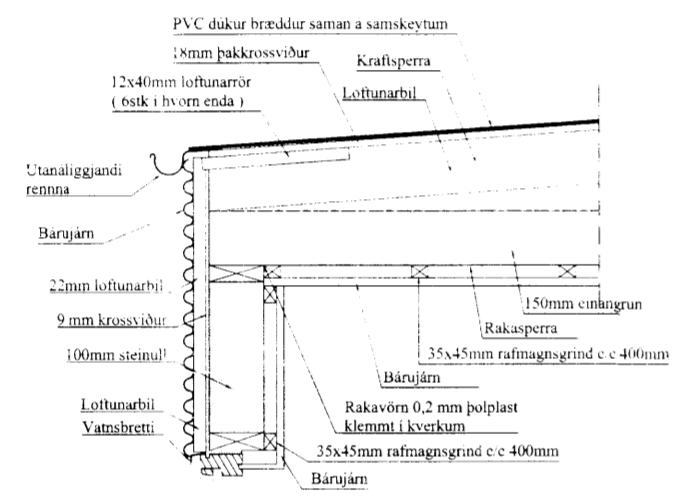 PVC dúkur bræddur saman á samskeytum
18mm þakkrossviður
Kraftsperra
12x40mm loftunarrör
( 6stk í hvorn enda )
Loftunarbil
Utanáliggjandi
rennna
Bárujárn
22mm loftunarbil
9 mm krossviður
100mm steinull
Loftunarbil
Vatnsbretti
150mm einangrun
Rakasperra
35x45mm rafmagnsgrind c/c 400mm
Bárujárn
Rakavörn 0,2 mm þolplast
klemmt í kverkum
35x45mm rafmagnsgrind c/c 400mm
Bárujárn